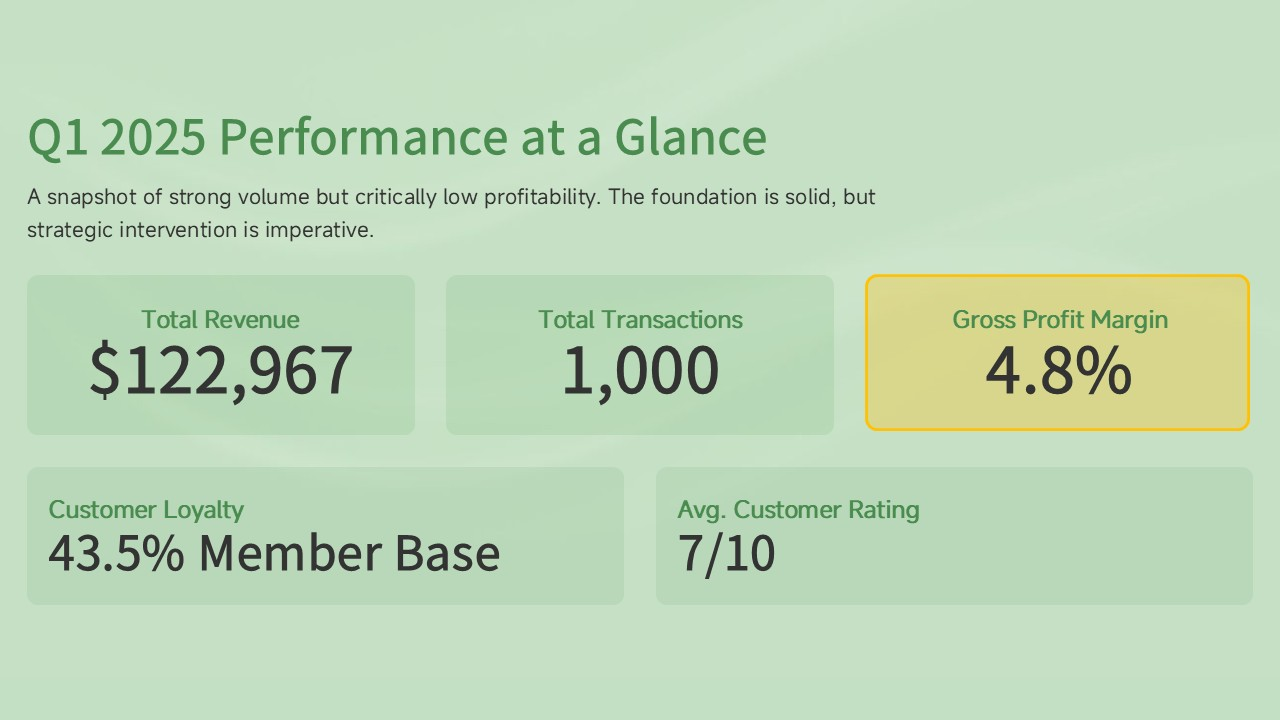 Q1 2025 Performance at a Glance
A snapshot of strong volume but critically low profitability. The foundation is solid, but
strategic intervention is imperative.
Total Revenue
$122,967
Total Transactions
1,000
Gross Profit Margin
4.8%
Customer Loyalty
43.5% Member Base
Avg. Customer Rating
7/10